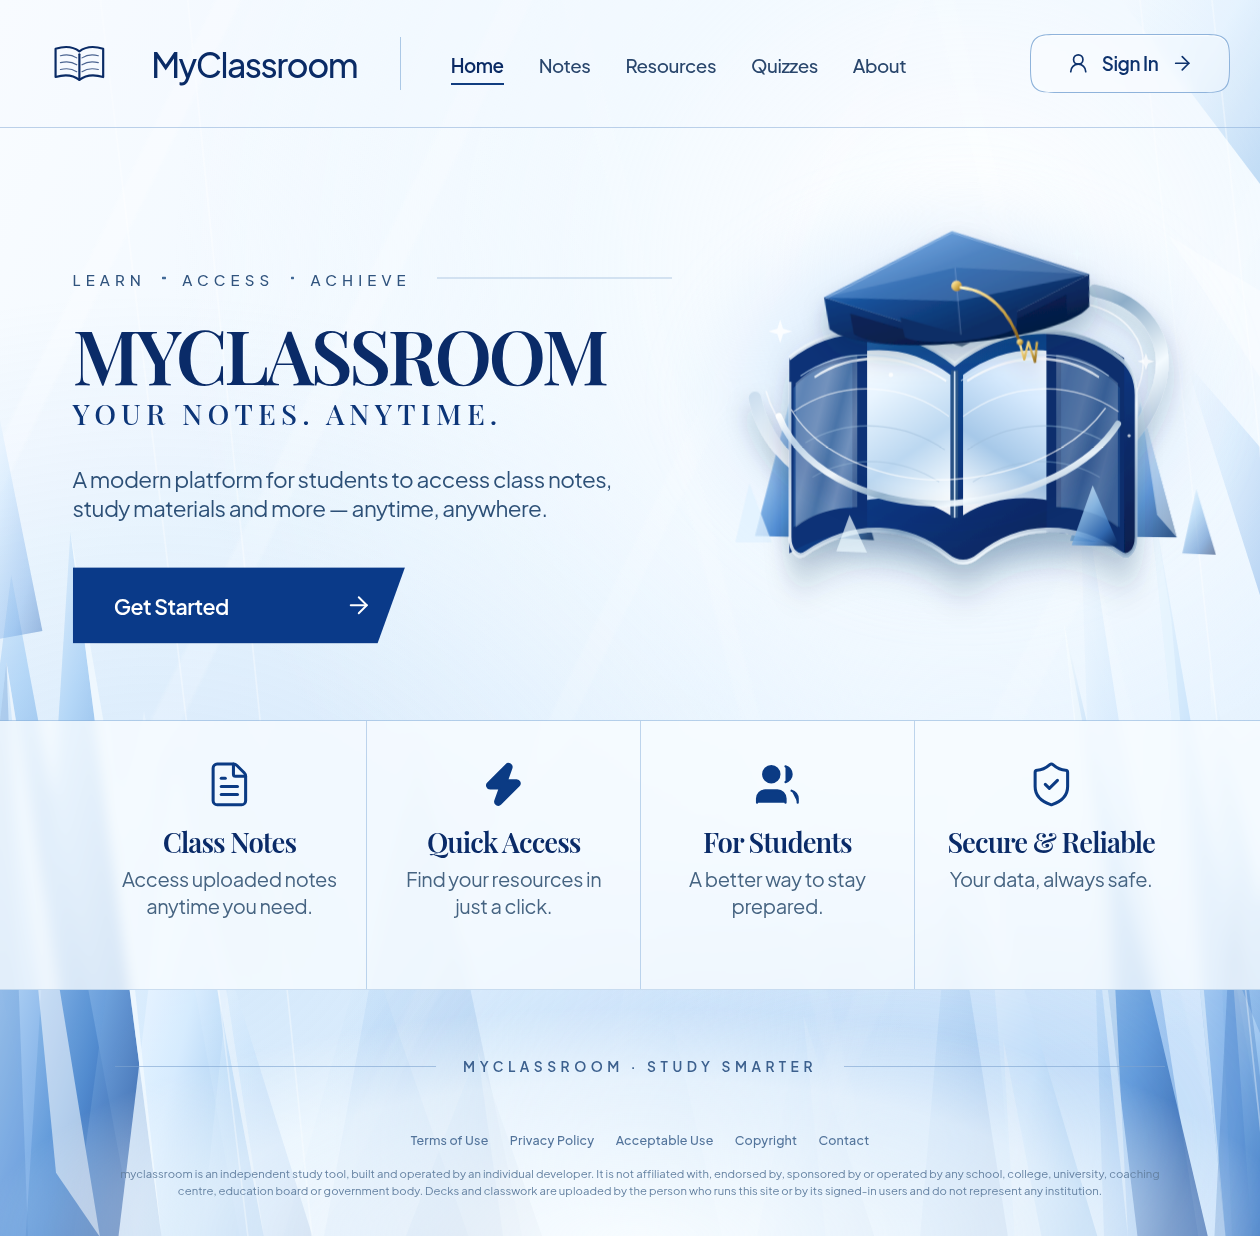 MyClassroom
Home Notes Resources Quizzes About
Sign In
LEARN · ACCESS · ACHIEVE
MYCLASSROOM
YOUR NOTES. ANYTIME.
A modern platform for students to access class notes,
study materials and more — anytime, anywhere.
Get Started
Class Notes
Access uploaded notes
anytime you need.
Quick Access
Find your resources in
just a click.
For Students
A better way to stay
prepared.
Secure & Reliable
Your data, always safe.
MYCLASSROOM · STUDY SMARTER
Terms of Use Privacy Policy Acceptable Use Copyright Contact
myclassroom is an independent study tool, built and operated by an individual developer. It is not affiliated with, endorsed by, sponsored by or operated by any school, college, university, coaching
centre, education board or government body. Decks and classwork are uploaded by the person who runs this site or by its signed-in users and do not represent any institution.